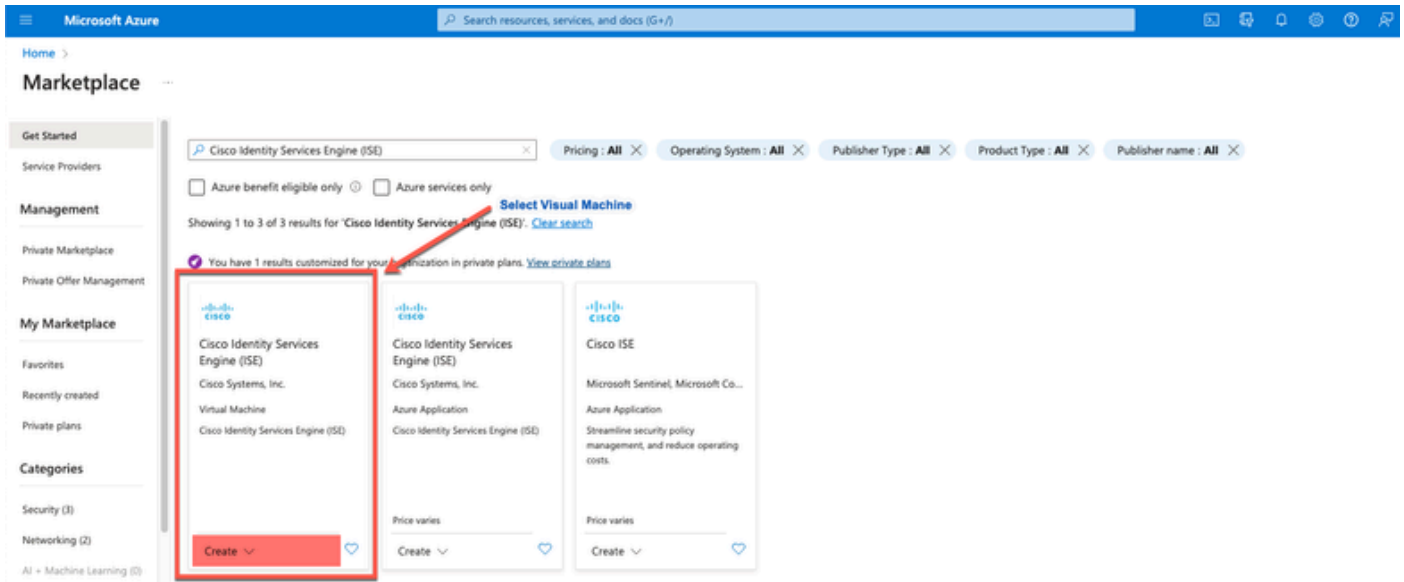 Microsoft Azure
Search resources, services, and docs (G+/)
Home >
Marketplace ...
Get Started
Service Providers
Management
Private Marketplace
Private Offer Management
My Marketplace
Favorites
Recently created
Private plans
Categories
Security (3)
Networking (2)
AI + Machine Learning (0)
Cisco Identity Services Engine (ISE)
Pricing : All
Operating System : All
Publisher Type : All
Product Type : All
Publisher name : All
Azure benefit eligible only
Azure services only
Select Visual Machine
Showing 1 to 3 of 3 results for 'Cisco Identity Services Engine (ISE)'. Clear search
You have 1 results customized for your organization in private plans. View private plans
CISCO
Cisco Identity Services
Engine (ISE)
Cisco Systems, Inc.
Virtual Machine
Cisco Identity Services Engine (ISE)
Create
CISCO
Cisco Identity Services
Engine (ISE)
Cisco Systems, Inc.
Azure Application
Cisco Identity Services Engine (ISE)
Price varies
Create
CISCO
Cisco ISE
Microsoft Sentinel, Microsoft Co...
Azure Application
Streamline security policy
management, and reduce operating
costs.
Price varies
Create